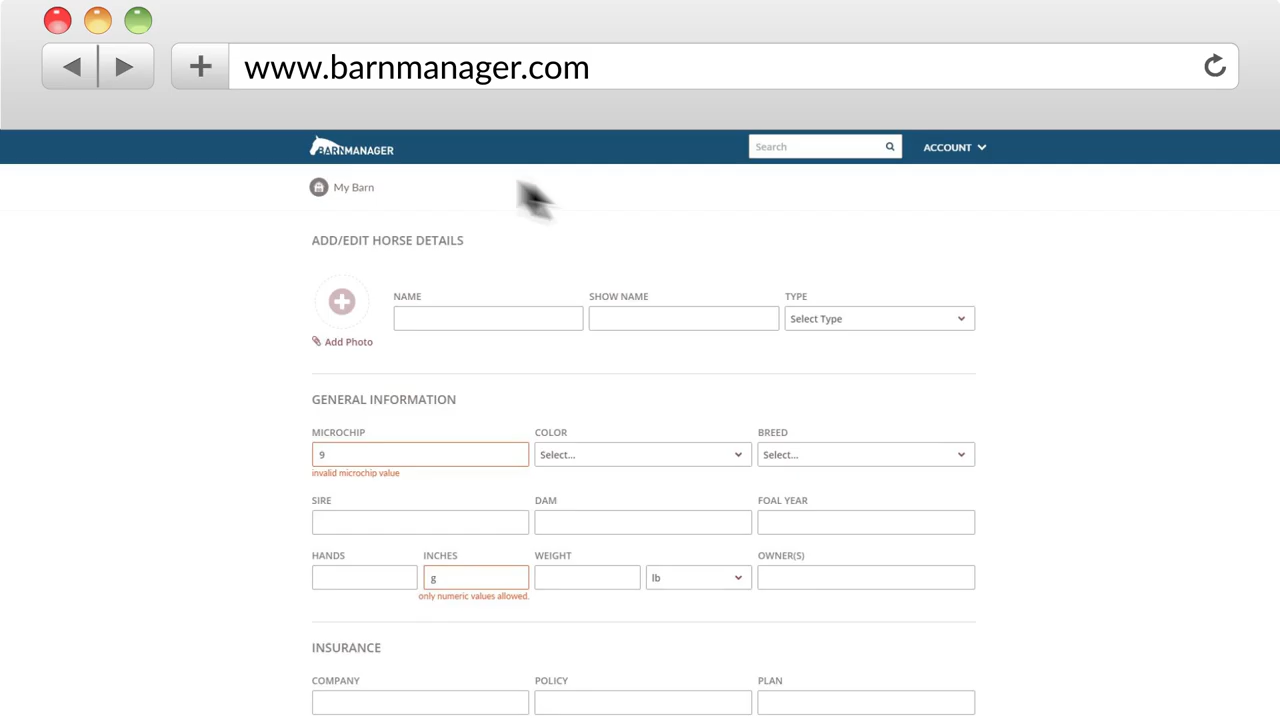 www.barnmanager.com
BARNMANAGER
Search
ACCOUNT
My Barn
ADD/EDIT HORSE DETAILS
NAME SHOW NAME TYPE
Select Type
Add Photo
GENERAL INFORMATION
MICROCHIP COLOR BREED
9 Select... Select...
invalid microchip value
SIRE DAM FOAL YEAR
HANDS INCHES WEIGHT OWNER(S)
g lb
only numeric values allowed.
INSURANCE
COMPANY POLICY PLAN